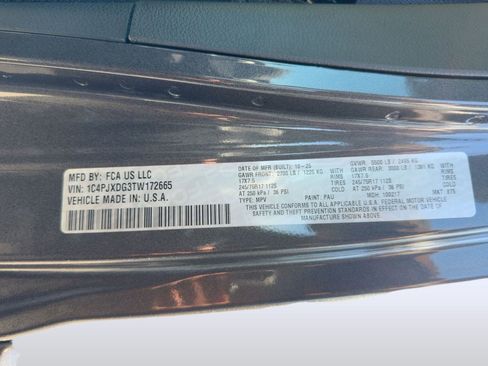 MFD BY: FCA US LLC
VIN: 1C4PJXDG3TW172665
VEHICLE MADE IN: U.S.A.
DATE OF MFR (BUILT): 10-25
GAWR FRONT: 2700 LB / 1225 KG
17X7.5
245/75R17 112S
AT 250 kPa / 36 PSI
TYPE: MPV
GVWR: 5500 LB / 2495 KG
WITH GAWR REAR: 3000 LB / 1361 KG WITH
RIMS 17X7.5 RIMS
TIRES 245/75R17 112S TIRES
AT 250 kPa / 36 PSI
PAINT: PAU
MDH: 100217
MKT: 875
THIS VEHICLE CONFORMS TO ALL APPLICABLE U.S.A. FEDERAL MOTOR VEHICLE
SAFETY, BUMPER, AND THEFT PREVENTION STANDARDS IN EFFECT ON THE DATE OF
MANUFACTURE SHOWN ABOVE.